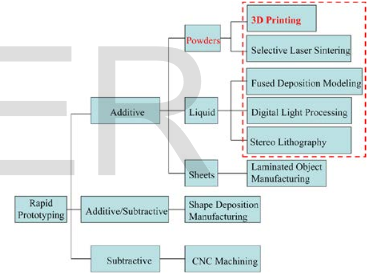 3D Printing
Powders
Selective Laser Sintering
Fused Deposition Modeling
Additive
Liquid
Digital Light Processing
Stereo Lithography
Sheets
Laminated Object
Manufacturing
Rapid
Prototyping
Additive/Subtractive
Shape Deposition
Manufacturing
Subtractive
CNC Machining
ER